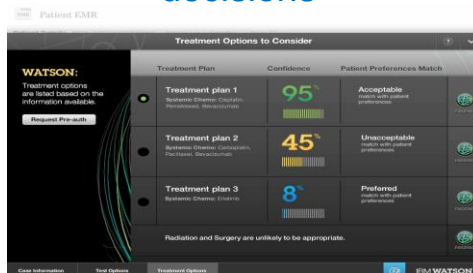 decisions
Patient EMR
Treatment Options to Consider
WATSON:
Treatment options
are listed based on the
information available.
Request Pre-auth
Treatment Plan Confidence Patient Preferences Match
Treatment plan 1
Systemic Chemo: Cisplatin,
Pemetrexed, Bevacizumab
95%
Acceptable
match with patient
preferences
Treatment plan 2
Systemic Chemo: Carboplatin,
Paclitaxel, Bevacizumab
45%
Unacceptable
match with patient
preferences
Treatment plan 3
Systemic Chemo: Erlotinib
8%
Preferred
match with patient
preferences
Radiation and Surgery are unlikely to be appropriate.
Case Information Test Options Treatment Options
IBM WATSON